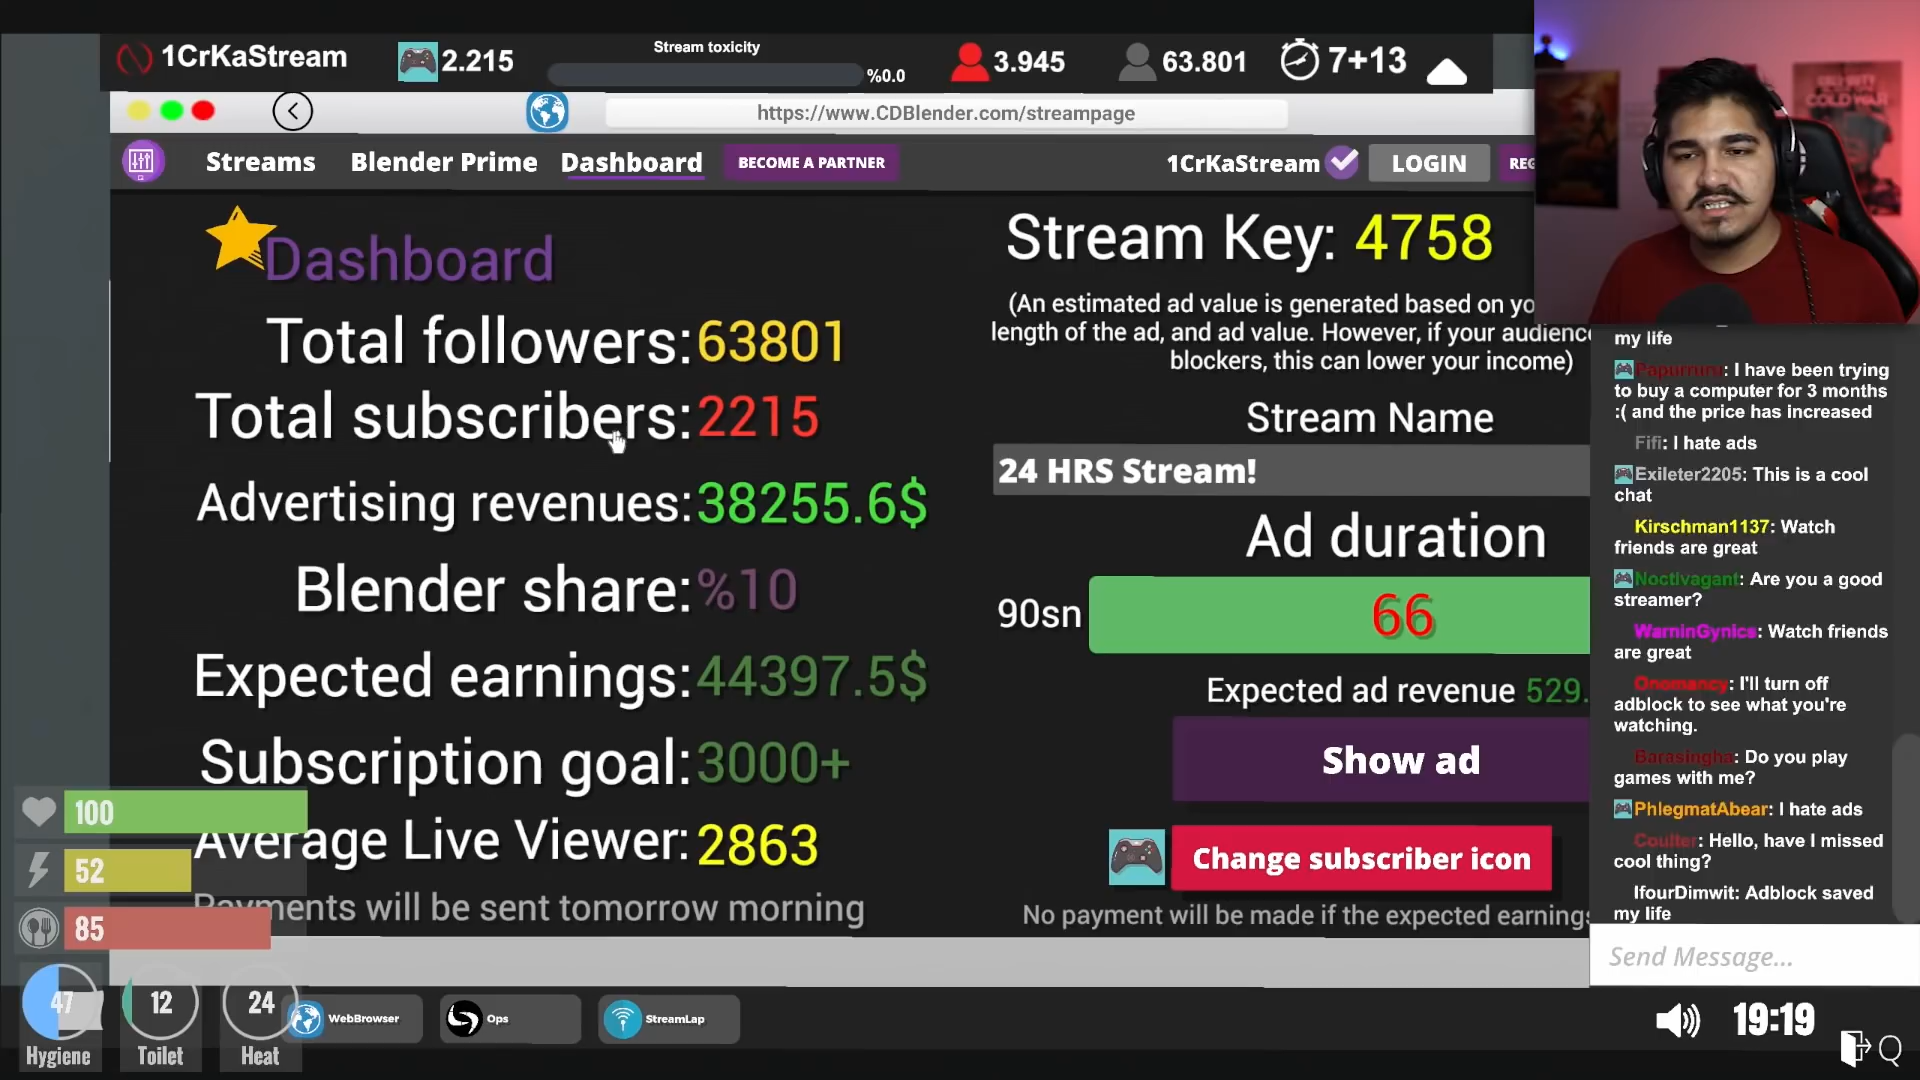 1CrKaStream
2.215
Stream toxicity
%0.0
3.945
63.801
7+13
https://www.CDBlender.com/streampage
Streams
Blender Prime
Dashboard
BECOME A PARTNER
1CrKaStream
LOGIN
REG
Dashboard
Total followers:63801
Total subscribers:2215
Advertising revenues:38255.6$
Blender share:%10
Expected earnings:44397.5$
Subscription goal:3000+
Average Live Viewer:2863
Payments will be sent tomorrow morning
Stream Key: 4758
(An estimated ad value is generated based on yo
length of the ad, and ad value. However, if your audienc
blockers, this can lower your income)
Stream Name
24 HRS Stream!
Ad duration
90sn
66
Expected ad revenue 529.
Show ad
Change subscriber icon
No payment will be made if the expected earning
my life
Papurruru: I have been trying
to buy a computer for 3 months
:( and the price has increased
Fifi: I hate ads
Exileter2205: This is a cool
chat
Kirschman1137: Watch
friends are great
Noctivagant: Are you a good
streamer?
WarninGynics: Watch friends
are great
Onomancy: I'll turn off
adblock to see what you're
watching.
Barasingha: Do you play
games with me?
PhlegmatAbear: I hate ads
Coulter: Hello, have I missed
cool thing?
IfourDimwit: Adblock saved
my life
Send Message...
100
52
85
47
Hygiene
12
Toilet
24
Heat
WebBrowser
Ops
StreamLap
19:19
Q